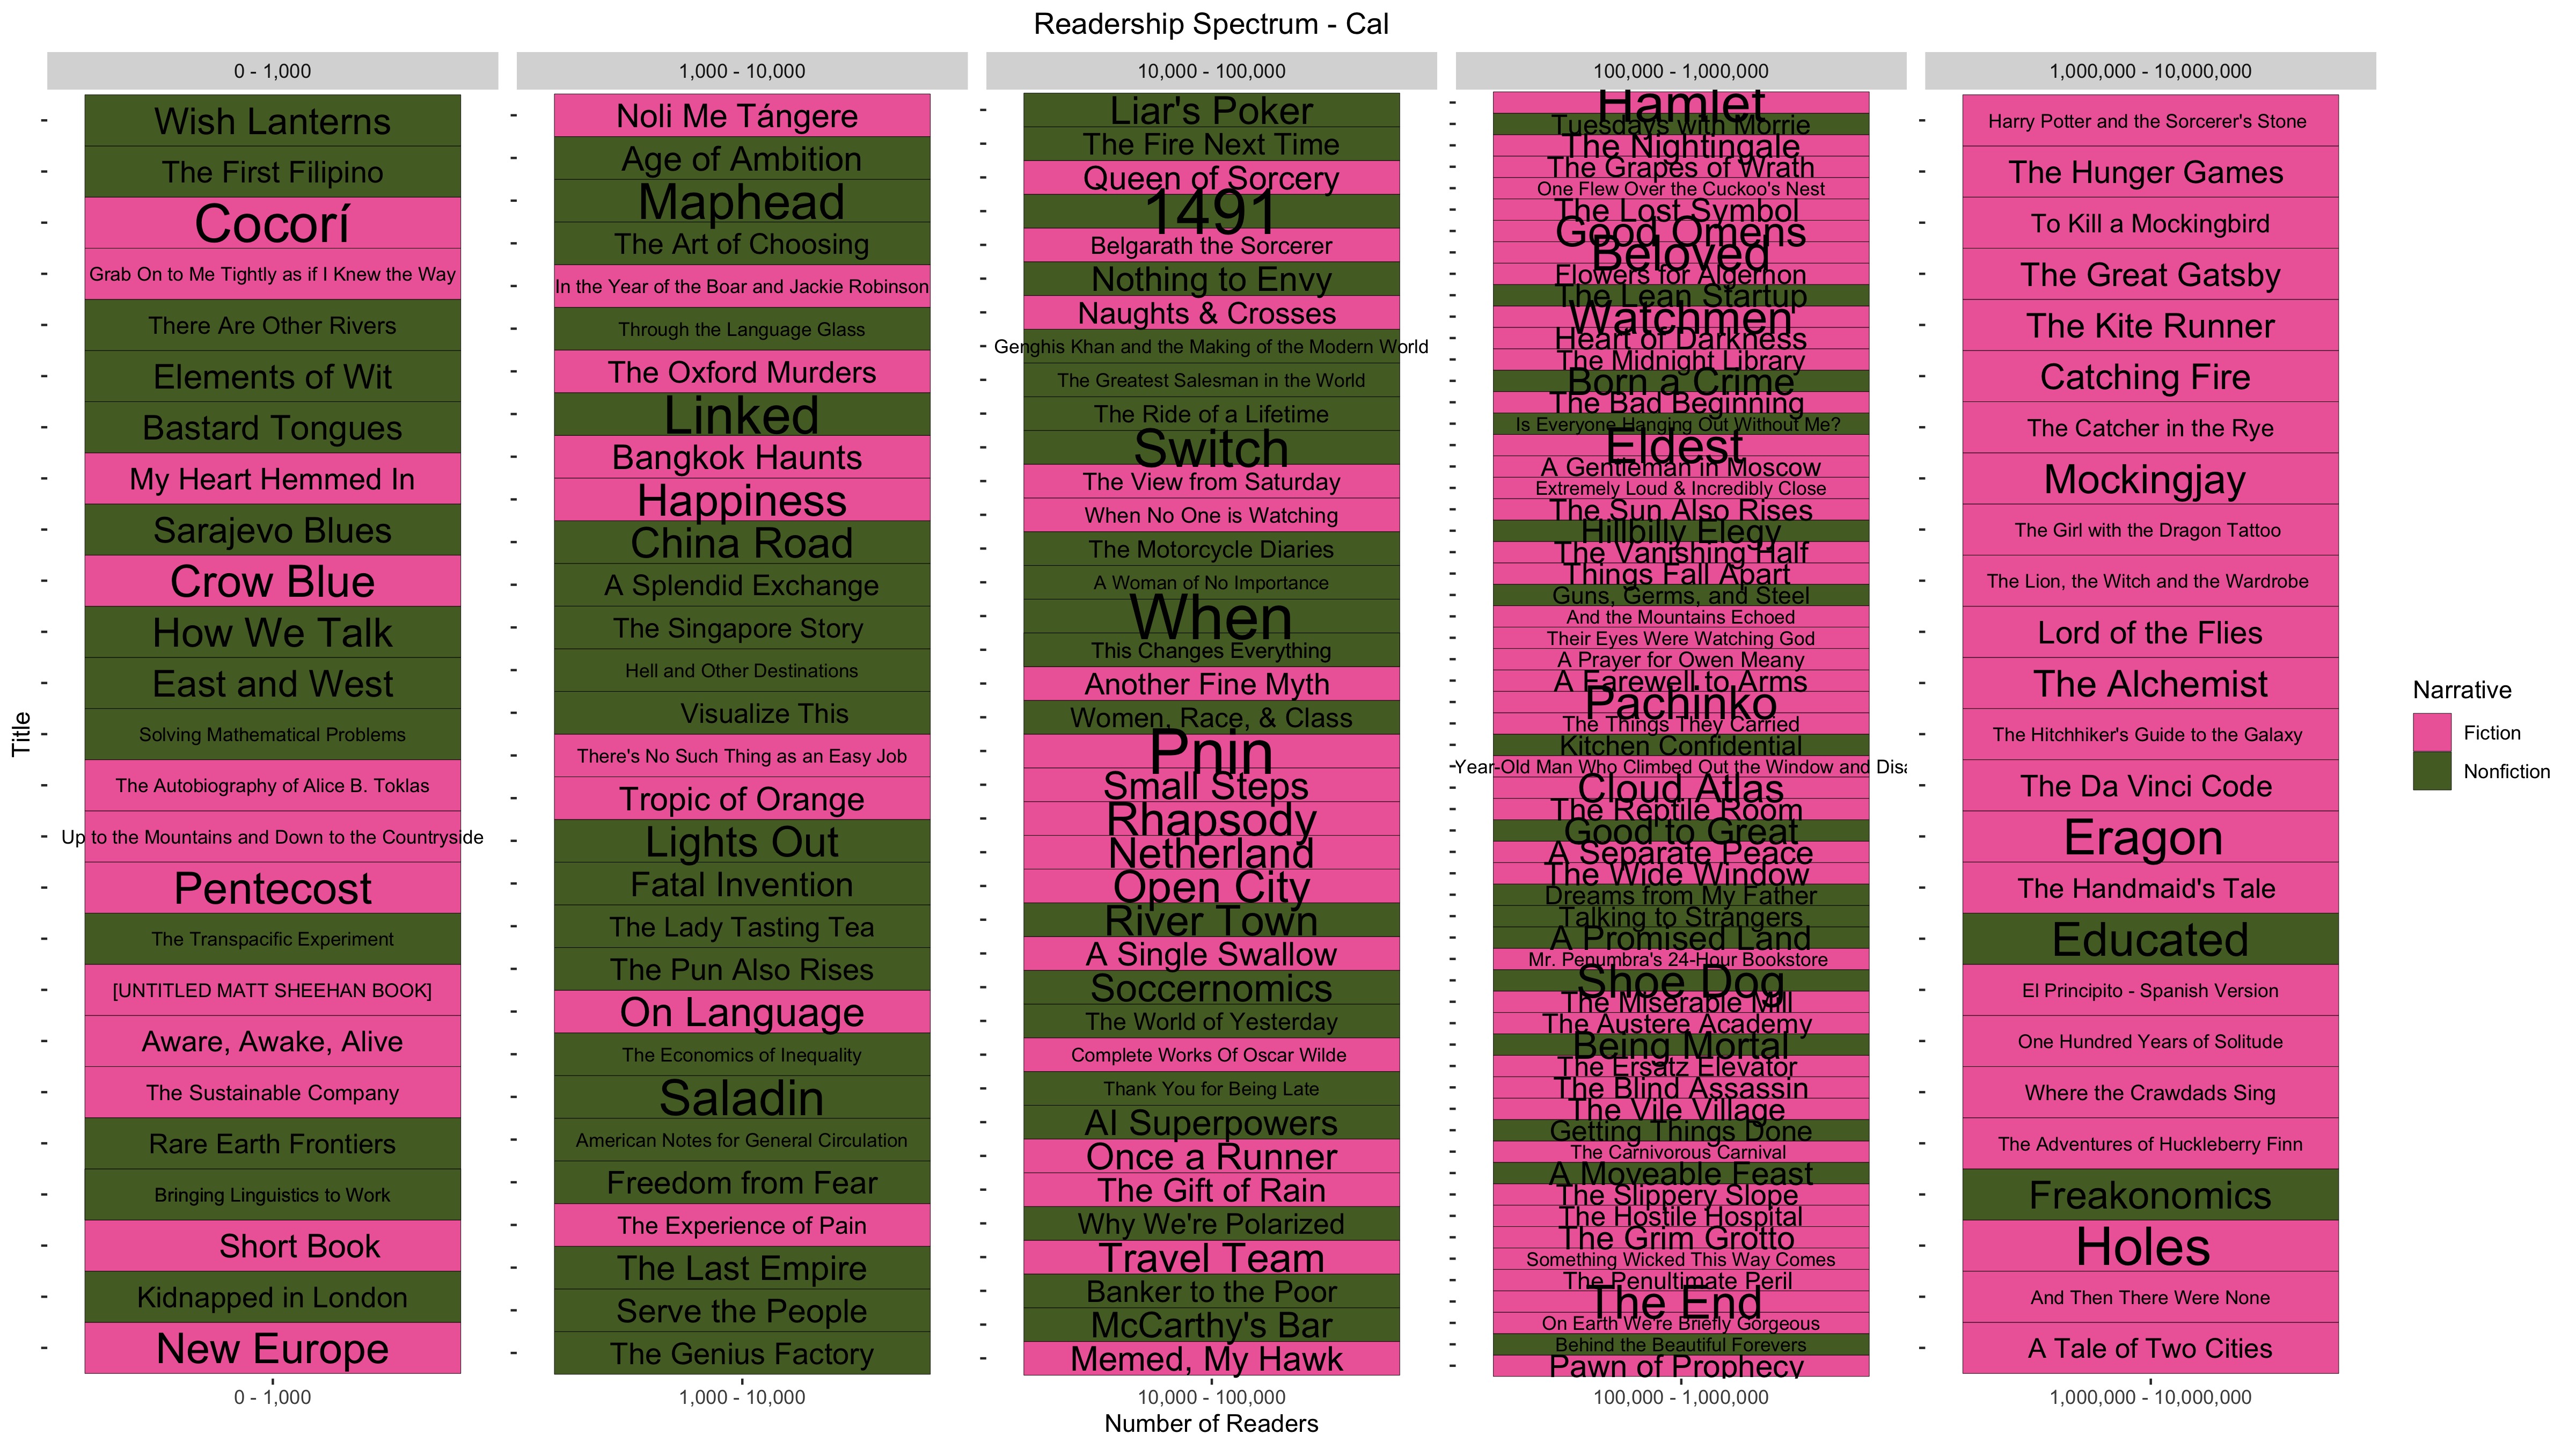 Readership Spectrum - Cal
0 - 1,000
Wish Lanterns
The First Filipino
Cocorí
Grab On to Me Tightly as if I Knew the Way
There Are Other Rivers
Elements of Wit
Bastard Tongues
My Heart Hemmed In
Sarajevo Blues
Crow Blue
How We Talk
East and West
Solving Mathematical Problems
The Autobiography of Alice B. Toklas
Up to the Mountains and Down to the Countryside
Pentecost
The Transpacific Experiment
[UNTITLED MATT SHEEHAN BOOK]
Aware, Awake, Alive
The Sustainable Company
Rare Earth Frontiers
Bringing Linguistics to Work
Short Book
Kidnapped in London
New Europe
0 - 1,000
1,000 - 10,000
Noli Me Tángere
Age of Ambition
Maphead
The Art of Choosing
In the Year of the Boar and Jackie Robinson
Through the Language Glass
The Oxford Murders
Linked
Bangkok Haunts
Happiness
China Road
A Splendid Exchange
The Singapore Story
Hell and Other Destinations
Visualize This
There's No Such Thing as an Easy Job
Tropic of Orange
Lights Out
Fatal Invention
The Lady Tasting Tea
The Pun Also Rises
On Language
The Economics of Inequality
Saladin
American Notes for General Circulation
Freedom from Fear
The Experience of Pain
The Last Empire
Serve the People
The Genius Factory
1,000 - 10,000
10,000 - 100,000
Liar's Poker
The Fire Next Time
Queen of Sorcery
1491
Belgarath the Sorcerer
Nothing to Envy
Naughts & Crosses
Genghis Khan and the Making of the Modern World
The Greatest Salesman in the World
The Ride of a Lifetime
Switch
The View from Saturday
When No One is Watching
The Motorcycle Diaries
A Woman of No Importance
When
This Changes Everything
Another Fine Myth
Women, Race, & Class
Pnin
Small Steps
Rhapsody
Netherland
Open City
River Town
A Single Swallow
Soccernomics
The World of Yesterday
Complete Works Of Oscar Wilde
Thank You for Being Late
AI Superpowers
Once a Runner
The Gift of Rain
Why We're Polarized
Travel Team
Banker to the Poor
McCarthy's Bar
Memed, My Hawk
10,000 - 100,000
100,000 - 1,000,000
Hamlet
Tuesdays with Morrie
The Nightingale
The Grapes of Wrath
One Flew Over the Cuckoo's Nest
The Lost Symbol
Good Omens
Beloved
Flowers for Algernon
The Lean Startup
Watchmen
Heart of Darkness
The Midnight Library
Born a Crime
The Bad Beginning
Is Everyone Hanging Out Without Me?
Eldest
A Gentleman in Moscow
Extremely Loud & Incredibly Close
The Sun Also Rises
Hillbilly Elegy
The Vanishing Half
Things Fall Apart
Guns, Germs, and Steel
And the Mountains Echoed
Their Eyes Were Watching God
A Prayer for Owen Meany
A Farewell to Arms
Pachinko
The Things They Carried
Kitchen Confidential
Year-Old Man Who Climbed Out the Window and Disa
Cloud Atlas
The Reptile Room
Good to Great
A Separate Peace
The Wide Window
Dreams from My Father
Talking to Strangers
A Promised Land
Mr. Penumbra's 24-Hour Bookstore
Shoe Dog
The Miserable Mill
The Austere Academy
Being Mortal
The Ersatz Elevator
The Blind Assassin
The Vile Village
Getting Things Done
The Carnivorous Carnival
A Moveable Feast
The Slippery Slope
The Hostile Hospital
The Grim Grotto
Something Wicked This Way Comes
The Penultimate Peril
The End
On Earth We're Briefly Gorgeous
Behind the Beautiful Forevers
Pawn of Prophecy
100,000 - 1,000,000
1,000,000 - 10,000,000
Harry Potter and the Sorcerer's Stone
The Hunger Games
To Kill a Mockingbird
The Great Gatsby
The Kite Runner
Catching Fire
The Catcher in the Rye
Mockingjay
The Girl with the Dragon Tattoo
The Lion, the Witch and the Wardrobe
Lord of the Flies
The Alchemist
The Hitchhiker's Guide to the Galaxy
The Da Vinci Code
Eragon
The Handmaid's Tale
Educated
El Principito - Spanish Version
One Hundred Years of Solitude
Where the Crawdads Sing
The Adventures of Huckleberry Finn
Freakonomics
Holes
And Then There Were None
A Tale of Two Cities
1,000,000 - 10,000,000
Title
Number of Readers
Narrative
Fiction
Nonfiction